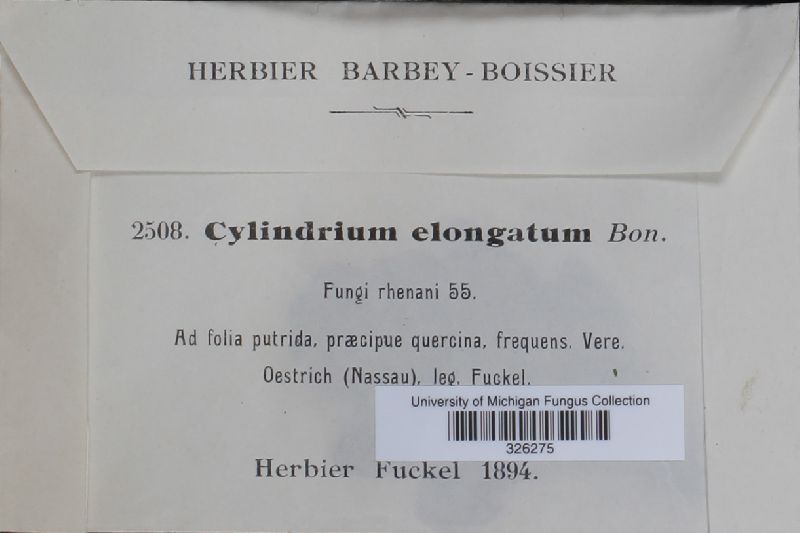 HERBIER BARBEY-BOISSIER
2508. Cylindrium elongatum Bon.
Fungi rhenani 55.
Ad folia putrida, præcipue quercina, frequens. Vere.
Oestrich (Nassau), leg. Fuckel.
University of Michigan Fungus Collection
326275
Herbier Fuckel 1894.